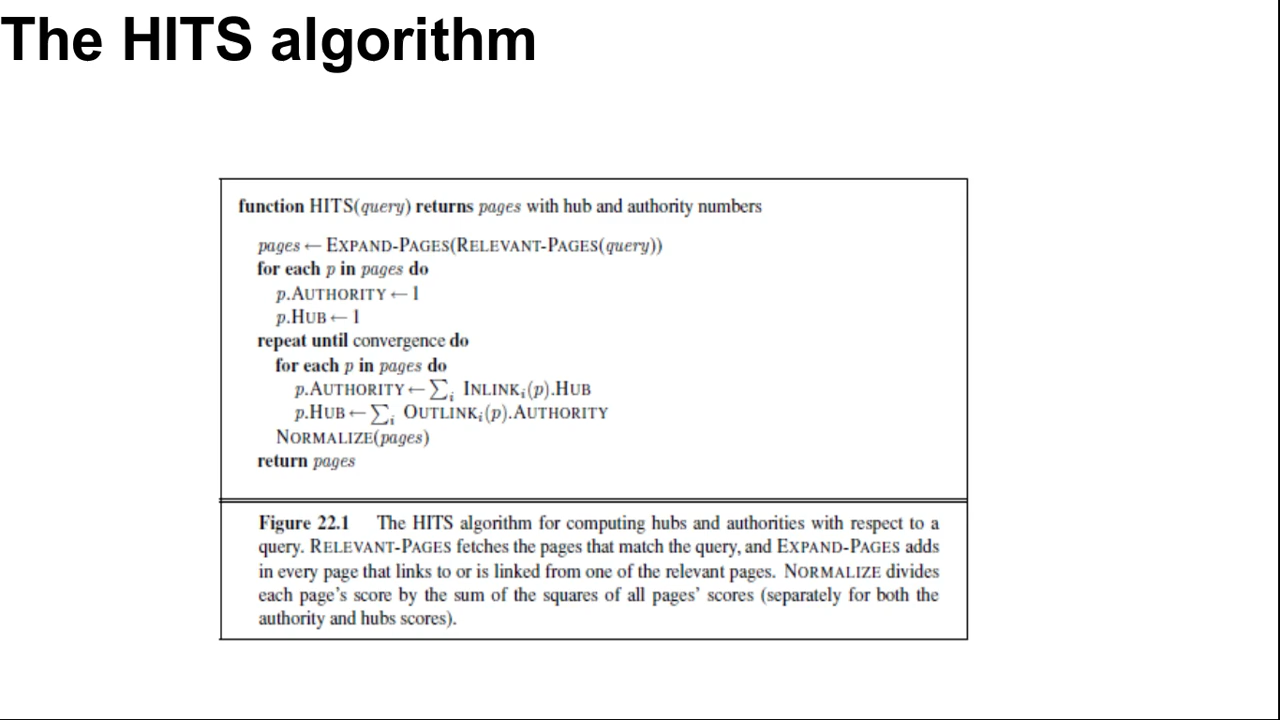 The HITS algorithm
function HITS(query) returns pages with hub and authority numbers
pages ← EXPAND-PAGES(RELEVANT-PAGES(query))
for each p in pages do
p.AUTHORITY ← 1
p.HUB ← 1
repeat until convergence do
for each p in pages do
p.AUTHORITY ← ∑i INLINKi(p).HUB
p.HUB ← ∑i OUTLINKi(p).AUTHORITY
NORMALIZE(pages)
return pages
Figure 22.1 The HITS algorithm for computing hubs and authorities with respect to a
query. RELEVANT-PAGES fetches the pages that match the query, and EXPAND-PAGES adds
in every page that links to or is linked from one of the relevant pages. NORMALIZE divides
each page's score by the sum of the squares of all pages' scores (separately for both the
authority and hubs scores).